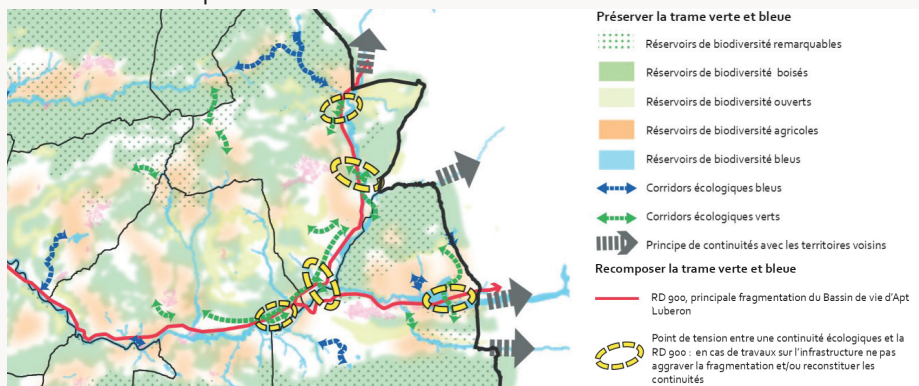 Préserver la trame verte et bleue
Réservoirs de biodiversité remarquables
Réservoirs de biodiversité boisés
Réservoirs de biodiversité ouverts
Réservoirs de biodiversité agricoles
Réservoirs de biodiversité bleus
Corridors écologiques bleus
Corridors écologiques verts
Principe de continuités avec les territoires voisins
Recomposer la trame verte et bleue
RD 900, principale fragmentation du Bassin de vie d'Apt
Luberon
Point de tension entre une continuité écologiques et la
RD 900 : en cas de travaux sur l'infrastructure ne pas
aggraver la fragmentation et/ou reconstituer les
continuités